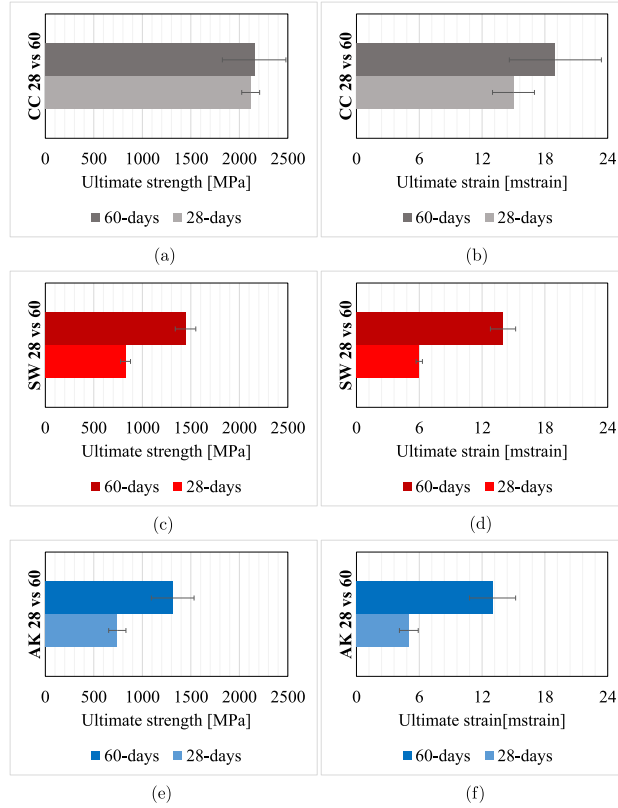 CC 28 vs 60
0 500 1000 1500 2000 2500
Ultimate strength [MPa]
60-days 28-days
(a)
CC 28 vs 60
0 6 12 18 24
Ultimate strain [mstrain]
60-days 28-days
(b)
SW 28 vs 60
0 500 1000 1500 2000 2500
Ultimate strength [MPa]
60-days 28-days
(c)
SW 28 vs 60
0 6 12 18 24
Ultimate strain [mstrain]
60-days 28-days
(d)
AK 28 vs 60
0 500 1000 1500 2000 2500
Ultimate strength [MPa]
60-days 28-days
(e)
AK 28 vs 60
0 6 12 18 24
Ultimate strain[mstrain]
60-days 28-days
(f)